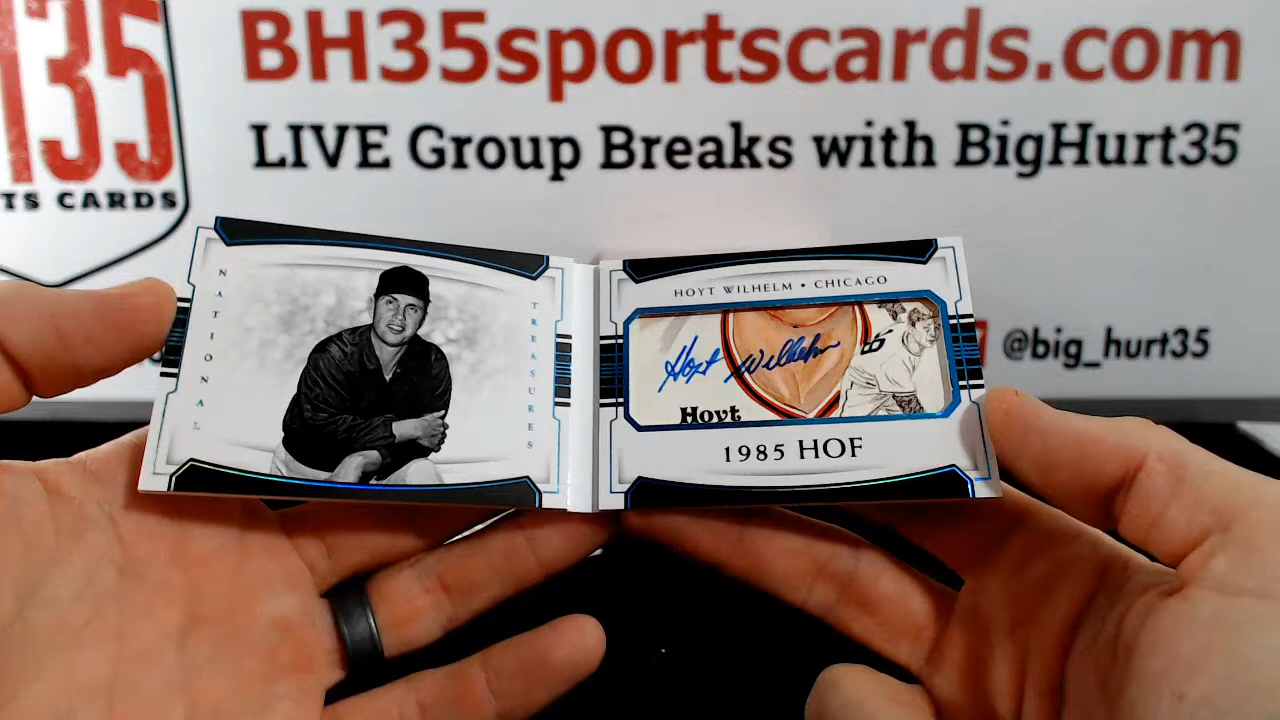 BH35sportscards.com
LIVE Group Breaks with BigHurt35
135
TS CARDS
@big_hurt35
NATIONAL
TREASURES
HOYT WILHELM • CHICAGO
Hoyt Wilhelm
6
Hoyt
1985 HOF